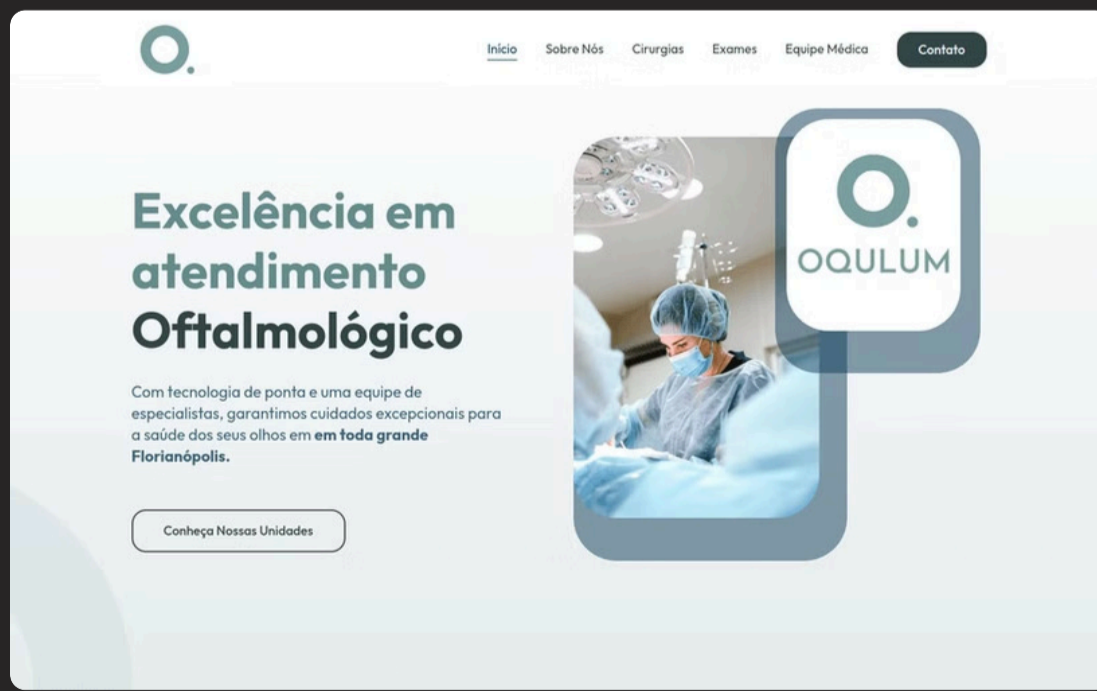 O.
Início Sobre Nós Cirurgias Exames Equipe Médica Contato
O.
OQULUM
Excelência em
atendimento
Oftalmológico
Com tecnologia de ponta e uma equipe de
especialistas, garantimos cuidados excepcionais para
a saúde dos seus olhos em em toda grande
Florianópolis.
Conheça Nossas Unidades